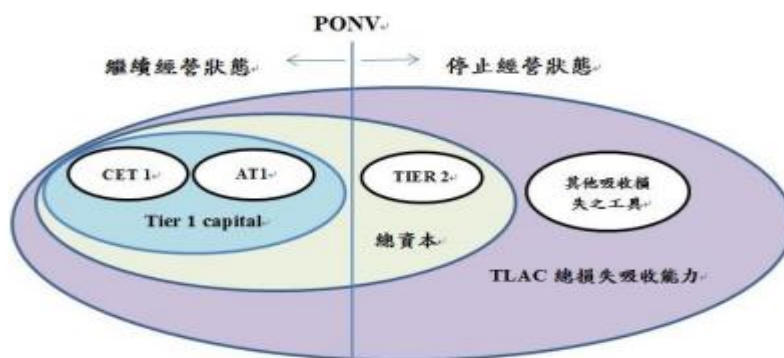 PONV
繼續經營狀態
停止經營狀態
CET 1
AT1
TIER 2
其他吸收損
失之工具
Tier 1 capital
總資本
TLAC 總損失吸收能力